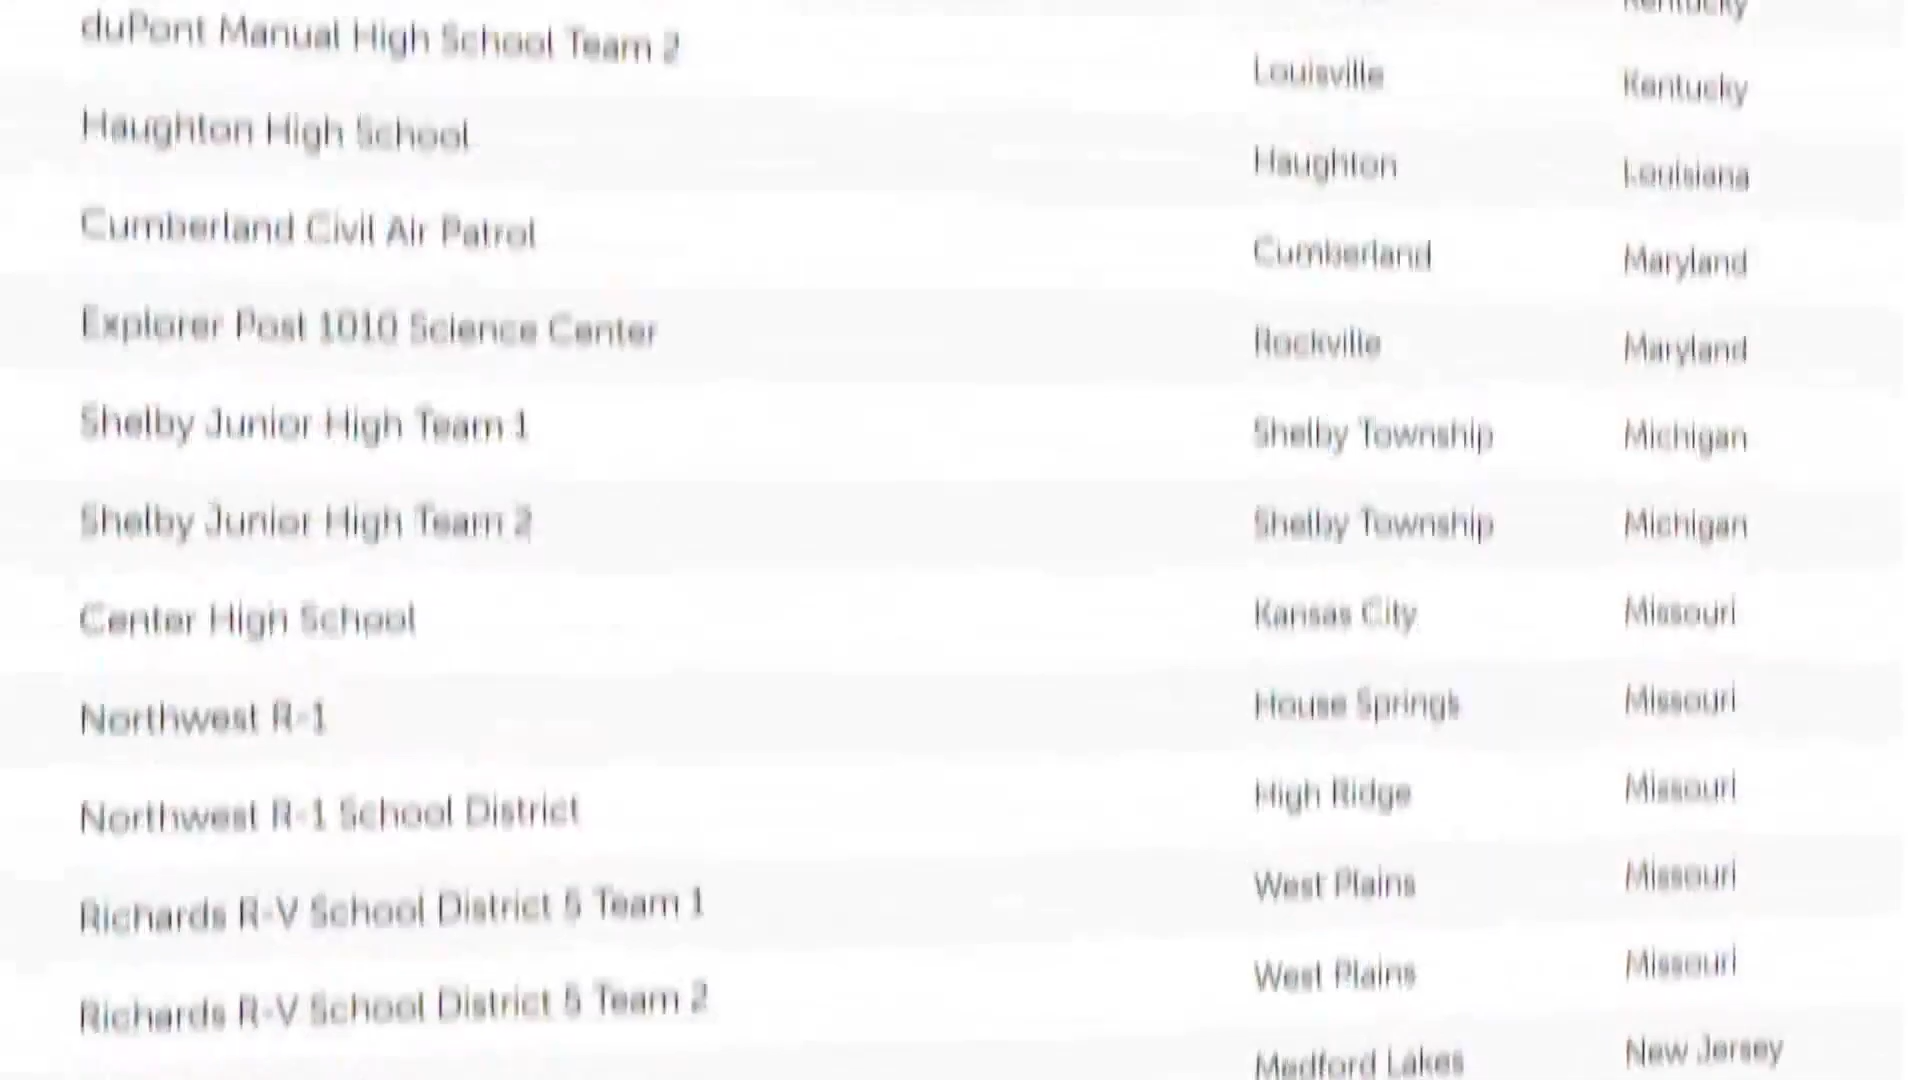 Kentucky
duPont Manual High School Team 2 Louisville Kentucky
Haughton High School Haughton Louisiana
Cumberland Civil Air Patrol Cumberland Maryland
Explorer Post 1010 Science Center Rockville Maryland
Shelby Junior High Team 1 Shelby Township Michigan
Shelby Junior High Team 2 Shelby Township Michigan
Center High School Kansas City Missouri
Northwest R-1 House Springs Missouri
Northwest R-1 School District High Ridge Missouri
Richards R-V School District 5 Team 1 West Plains Missouri
Richards R-V School District 5 Team 2 West Plains Missouri
Medford Lakes New Jersey